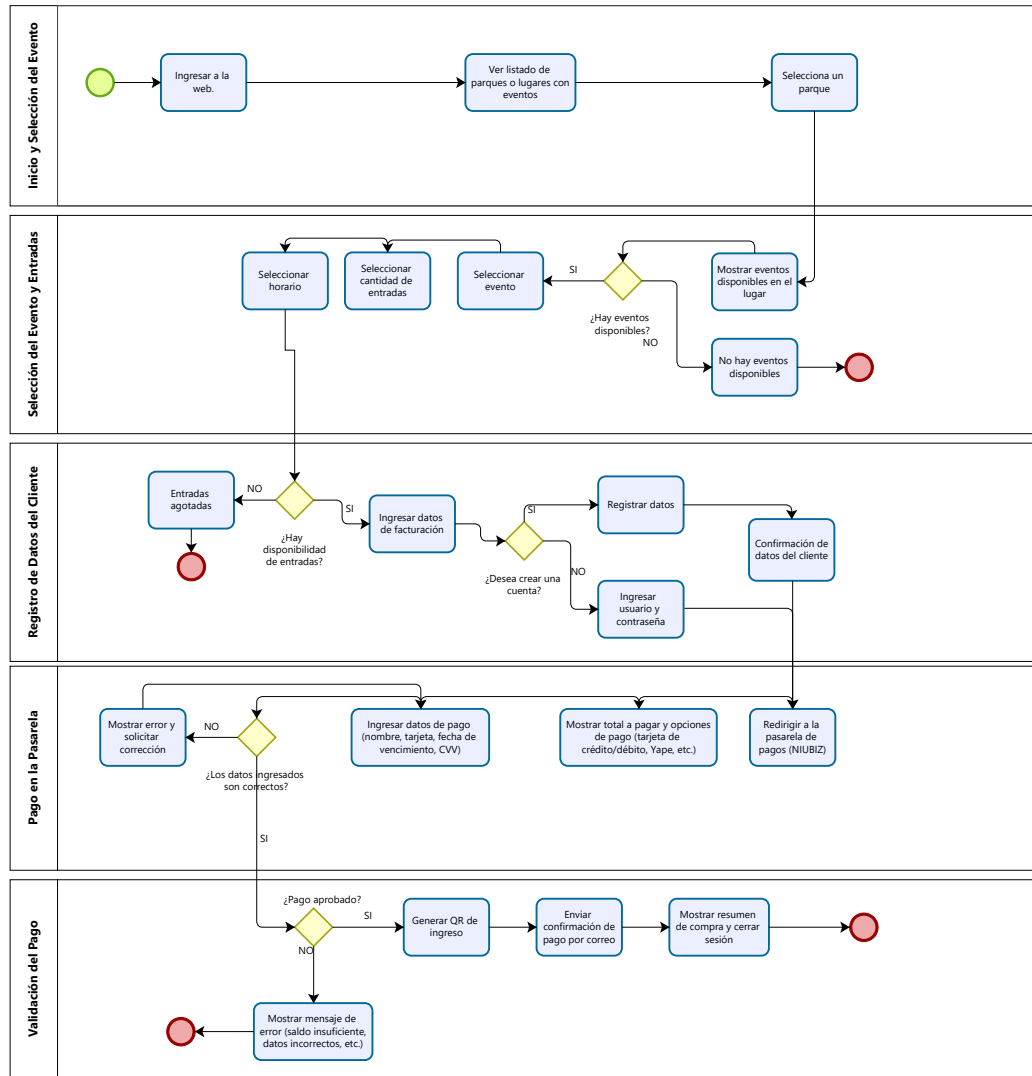 Inicio y Selección del Evento
Ingresar a la
web.
Ver listado de
parques o lugares con
eventos
Selecciona un
parque
Selección del Evento y Entradas
Seleccionar
horario
Seleccionar
cantidad de
entradas
Seleccionar
evento
SI
¿Hay eventos
disponibles?
NO
Mostrar eventos
disponibles en el
lugar
No hay eventos
disponibles
Registro de Datos del Cliente
Entradas
agotadas
NO
¿Hay
disponibilidad
de entradas?
SI
Ingresar datos
de facturación
¿Desea crear una
cuenta?
SI
NO
Registrar datos
Ingresar
usuario y
contraseña
Confirmación de
datos del cliente
Pago en la Pasarela
Mostrar error y
solicitar
corrección
NO
¿Los datos ingresados
son correctos?
SI
Ingresar datos de pago
(nombre, tarjeta, fecha de
vencimiento, CVV)
Mostrar total a pagar y opciones
de pago (tarjeta de
crédito/débito, Yape, etc.)
Redirigir a la
pasarela de
pagos (NIUBIZ)
Validación del Pago
¿Pago aprobado?
SI
NO
Generar QR de
ingreso
Enviar
confirmación de
pago por correo
Mostrar resumen
de compra y cerrar
sesión
Mostrar mensaje de
error (saldo insuficiente,
datos incorrectos, etc.)